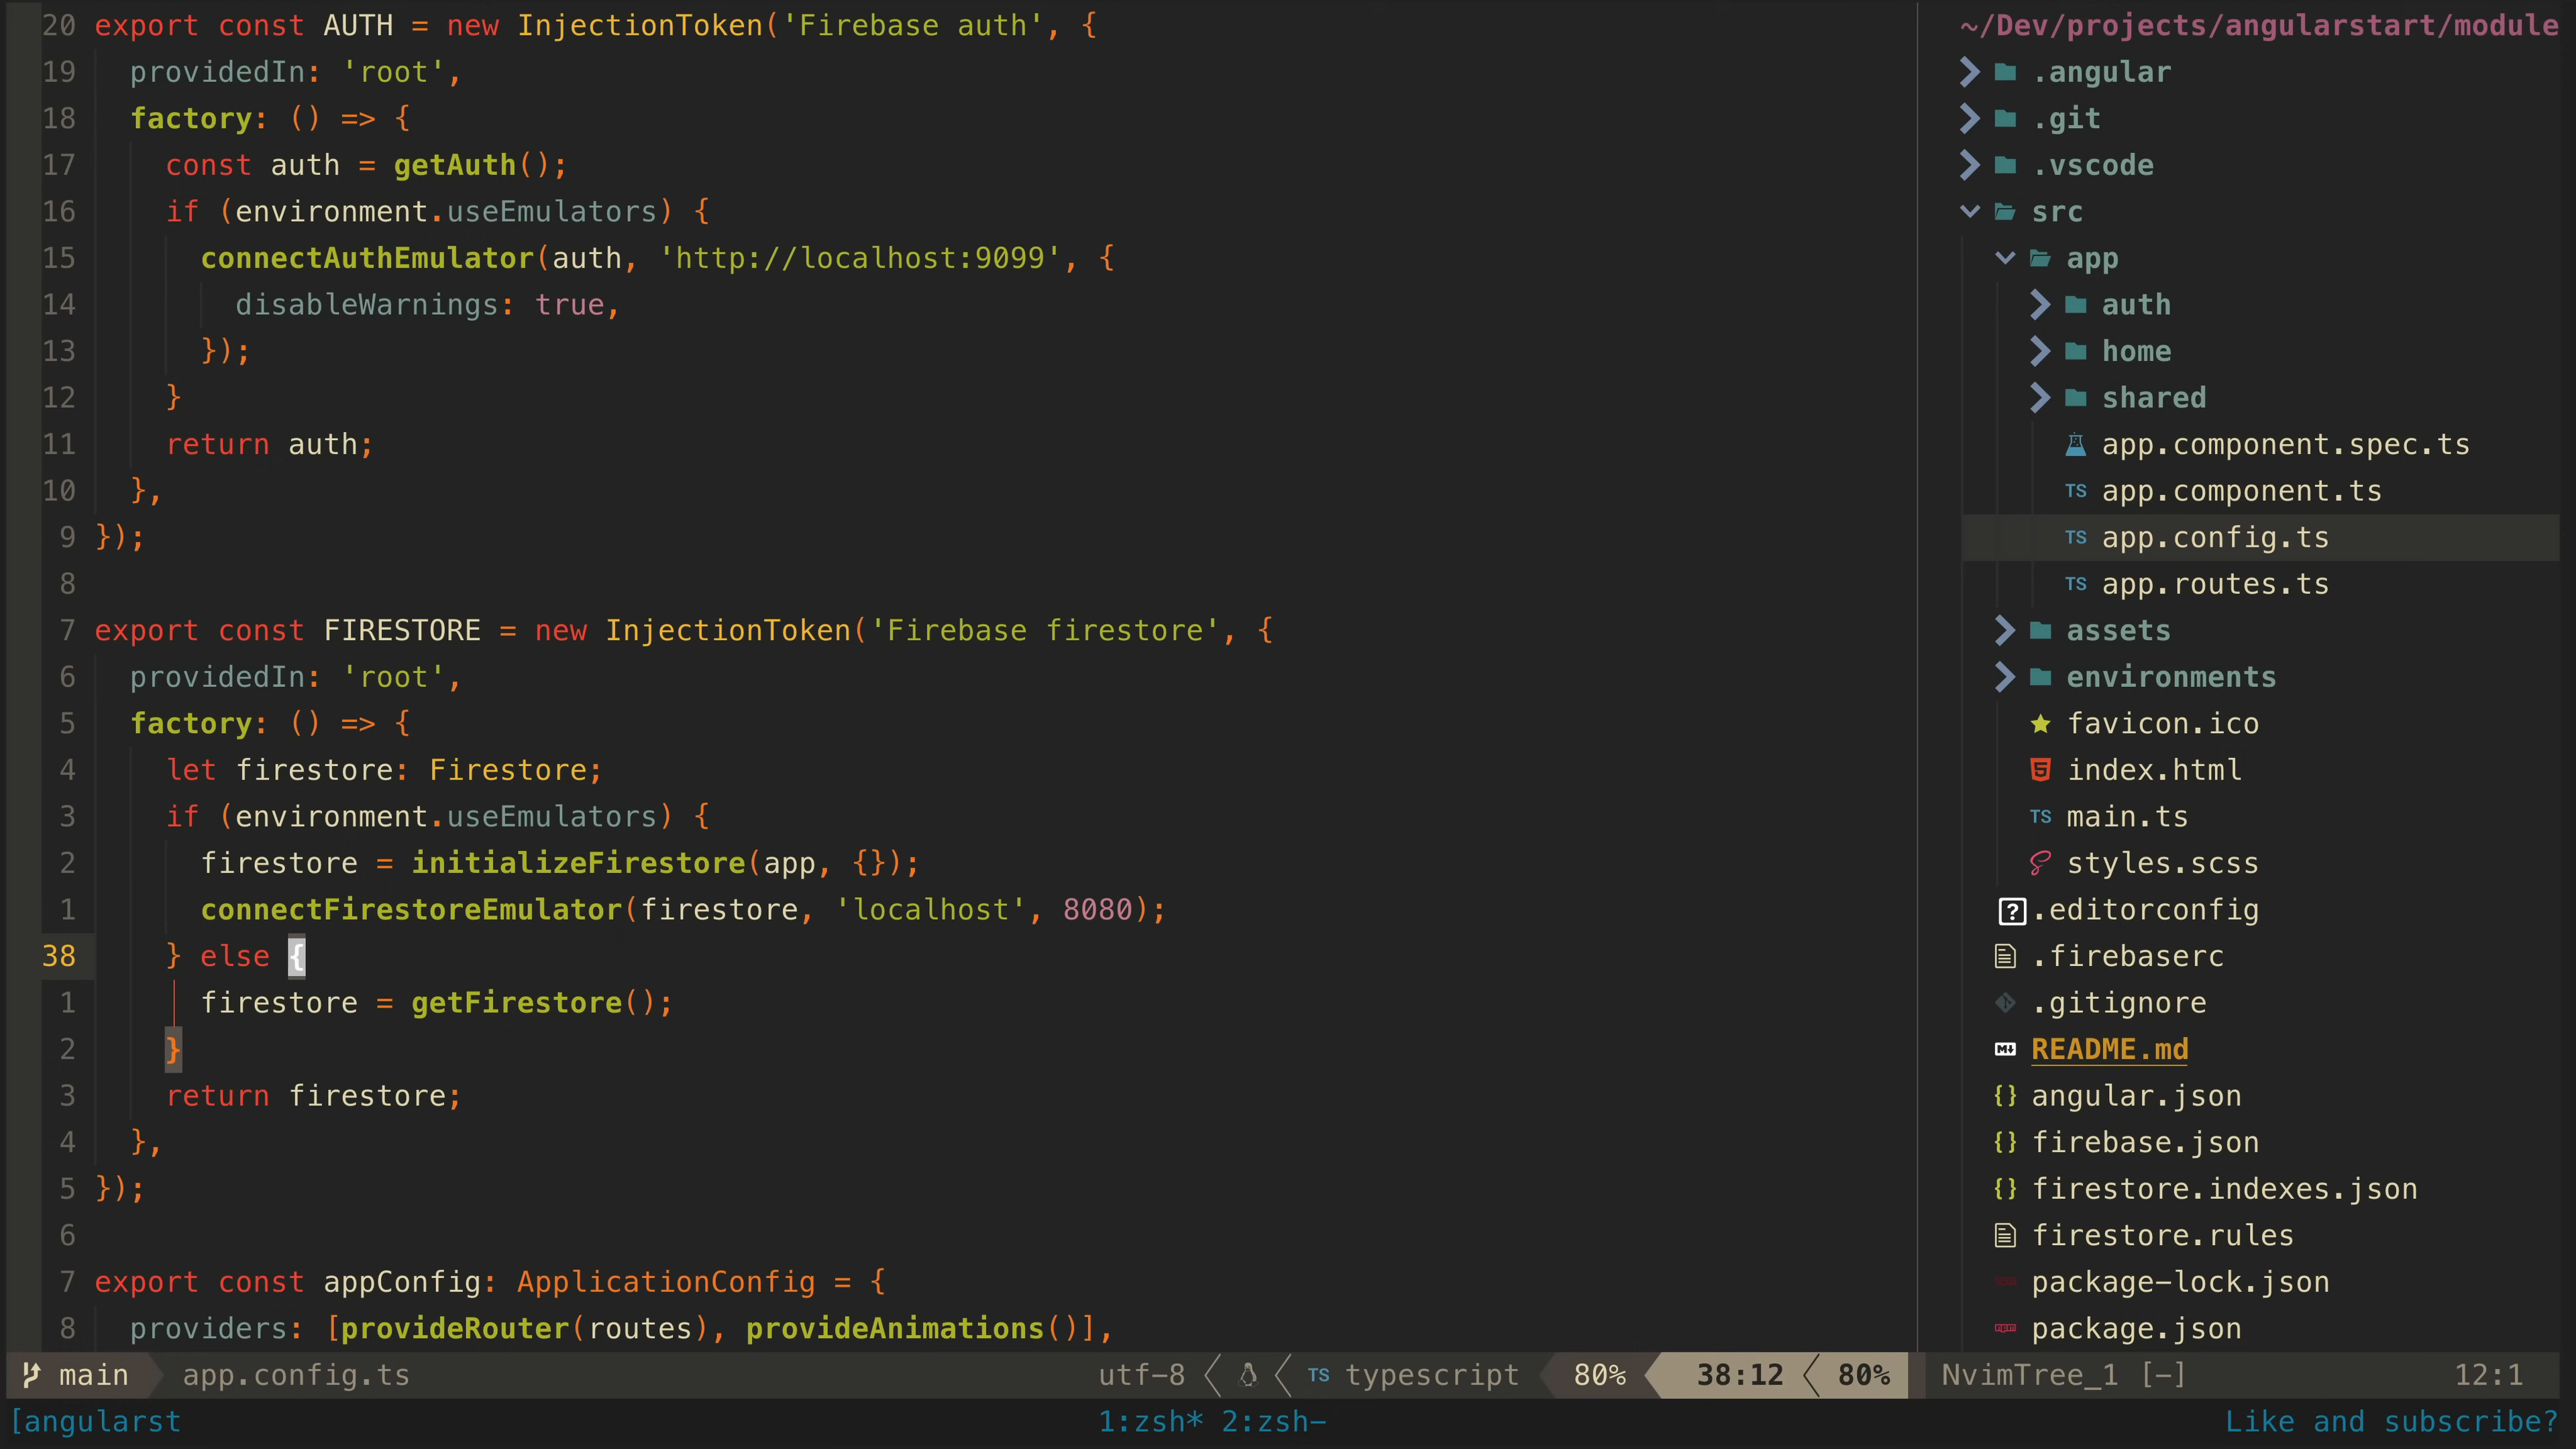 20 export const AUTH = new InjectionToken('Firebase auth', {
19 providedIn: 'root',
18 factory: () => {
17 const auth = getAuth();
16 if (environment.useEmulators) {
15 connectAuthEmulator(auth, 'http://localhost:9099', {
14 disableWarnings: true,
13 });
12 }
11 return auth;
10 },
9 });
8
7 export const FIRESTORE = new InjectionToken('Firebase firestore', {
6 providedIn: 'root',
5 factory: () => {
4 let firestore: Firestore;
3 if (environment.useEmulators) {
2 firestore = initializeFirestore(app, {});
1 connectFirestoreEmulator(firestore, 'localhost', 8080);
38 } else {
1 firestore = getFirestore();
2 }
3 return firestore;
4 },
5 });
6
7 export const appConfig: ApplicationConfig = {
8 providers: [provideRouter(routes), provideAnimations()],
~/Dev/projects/angularstart/module
.angular
.git
.vscode
src
app
auth
home
shared
app.component.spec.ts
TS app.component.ts
TS app.config.ts
TS app.routes.ts
assets
environments
favicon.ico
5 index.html
TS main.ts
styles.scss
? .editorconfig
.firebaserc
.gitignore
M README.md
{} angular.json
{} firebase.json
{} firestore.indexes.json
firestore.rules
package-lock.json
package.json
main app.config.ts utf-8 TS typescript 80% 38:12 80% NvimTree_1 [-] 12:1
[angularst 1:zsh* 2:zsh- Like and subscribe?